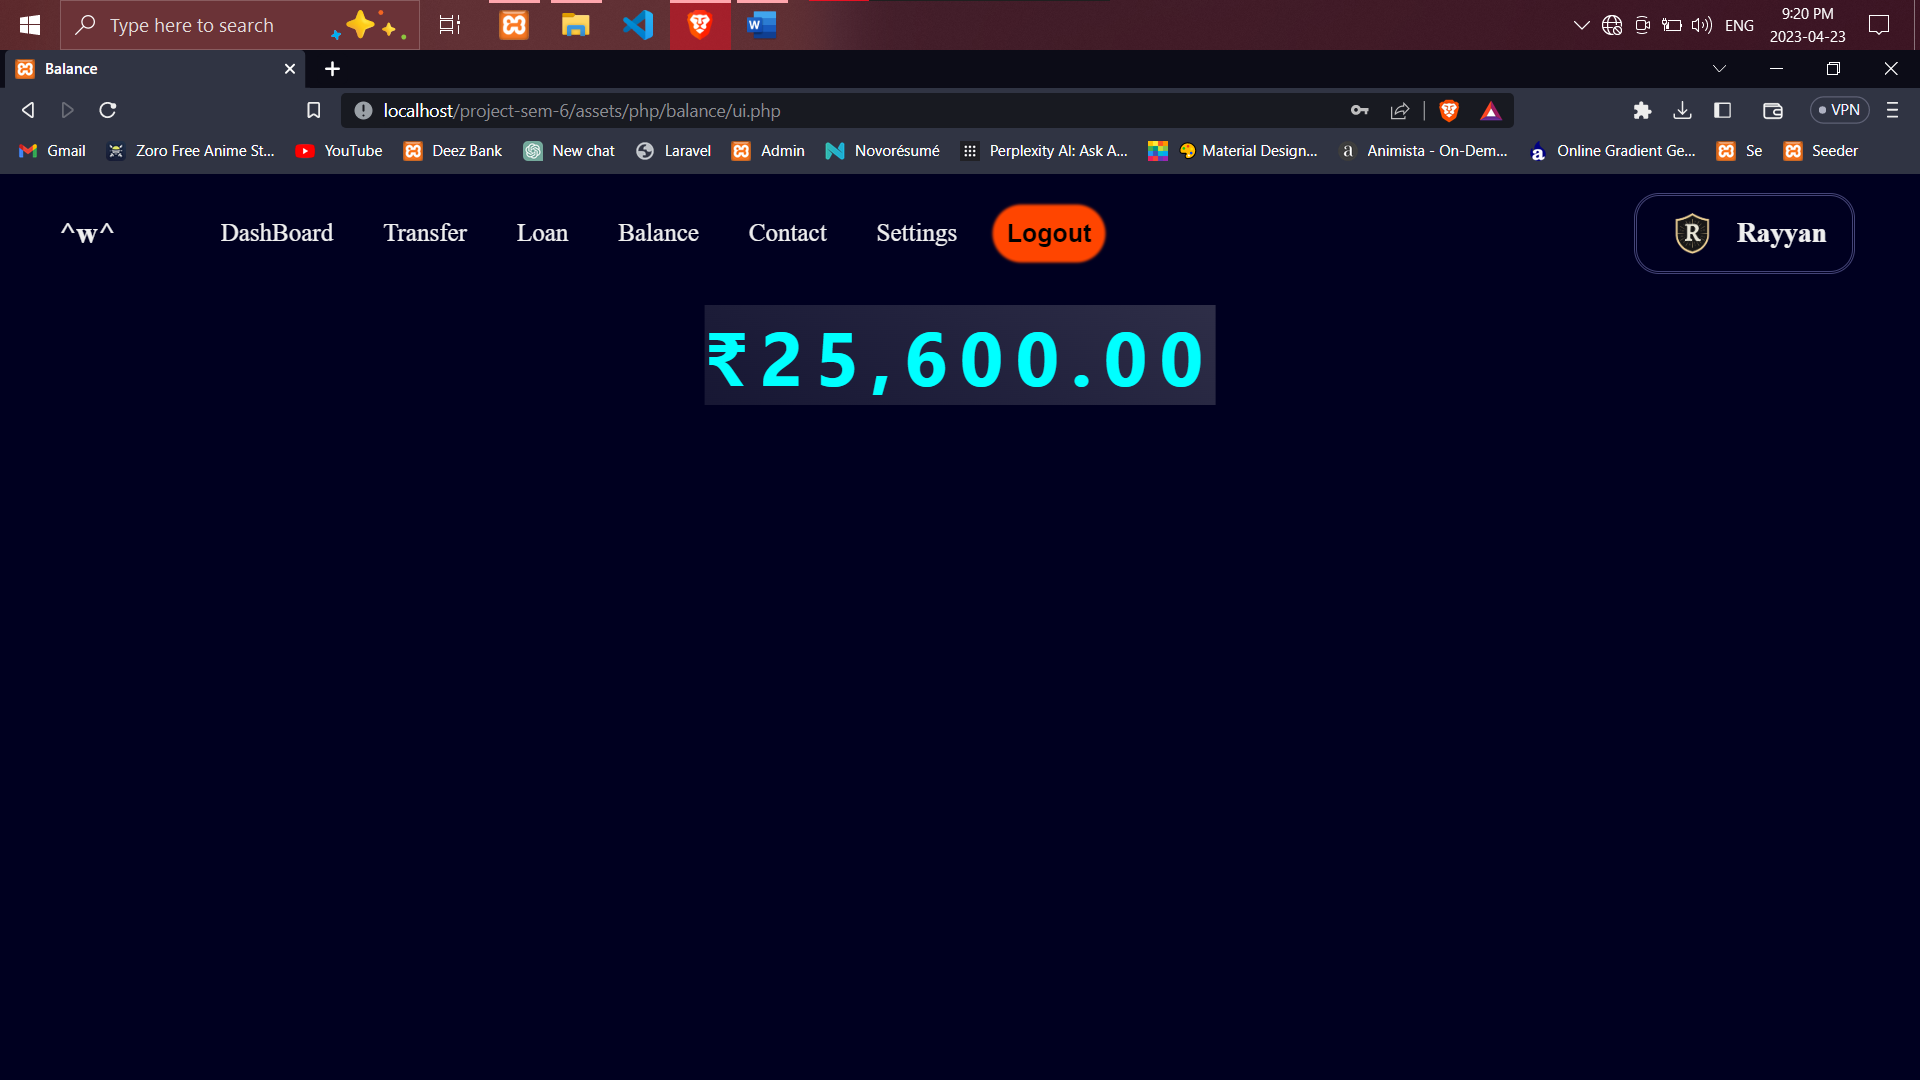 Type here to search
ENG
9:20 PM
2023-04-23
Balance
localhost/project-sem-6/assets/php/balance/ui.php
VPN
Gmail
Zoro Free Anime St...
YouTube
Deez Bank
New chat
Laravel
Admin
Novorésumé
Perplexity AI: Ask A...
Material Design...
Animista - On-Dem...
Online Gradient Ge...
Se
Seeder
^w^
DashBoard
Transfer
Loan
Balance
Contact
Settings
Logout
R
Rayyan
₹25,600.00